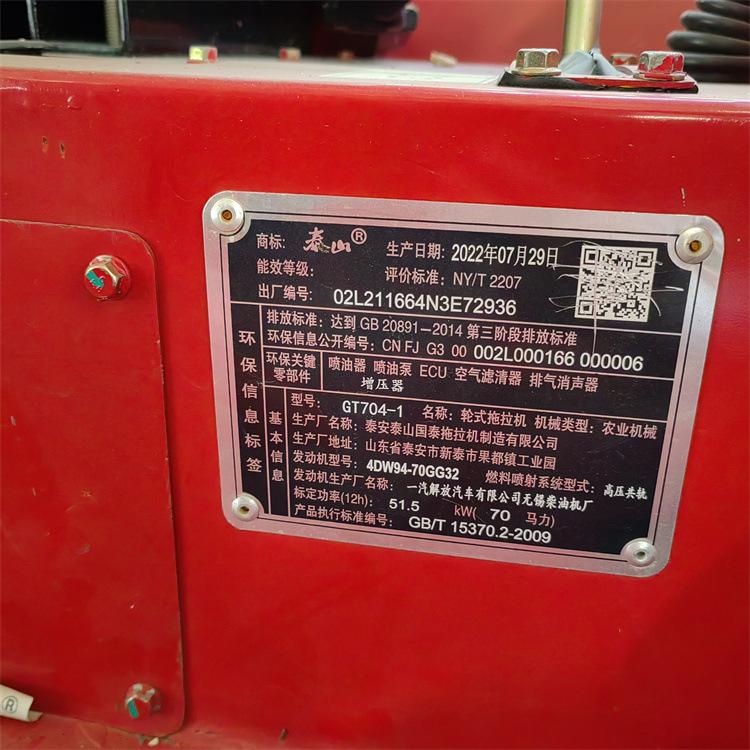 商标: 泰山® 生产日期: 2022年07月29日
能效等级: 评价标准: NY/T 2207
出厂编号: 02L211664N3E72936
环保信息标签
排放标准: 达到 GB 20891-2014 第三阶段排放标准
环保信息公开编号: CN FJ G3 00 002L000166 000006
环保关键零部件
喷油器 喷油泵 ECU 空气滤清器 排气消声器
增压器
基本信息
型号: GT704-1 名称: 轮式拖拉机 机械类型: 农业机械
生产厂名称: 泰安泰山国泰拖拉机制造有限公司
生产厂地址: 山东省泰安市新泰市果都镇工业园
发动机型号: 4DW94-70GG32 燃料喷射系统型式: 高压共轨
发动机生产厂名称: 一汽解放汽车有限公司无锡柴油机厂
标定功率(12h): 51.5 kW( 70 马力)
产品执行标准编号: GB/T 15370.2-2009
®